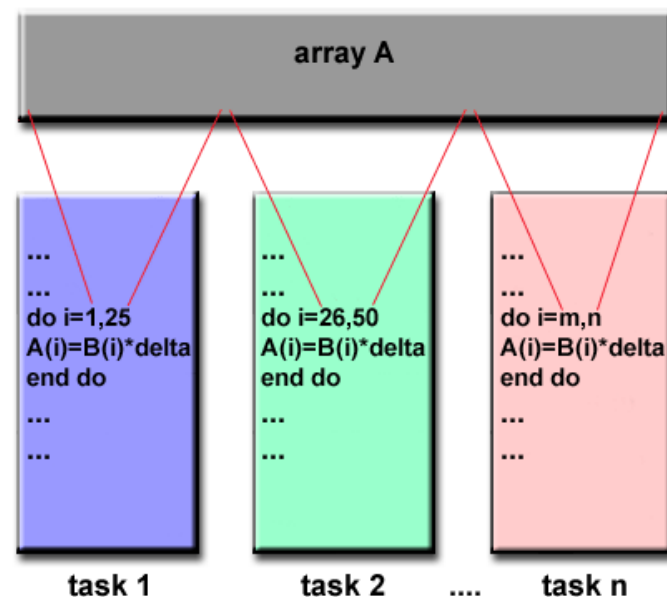 array A
...
...
do i=1,25
A(i)=B(i)*delta
end do
...
...
...
...
do i=26,50
A(i)=B(i)*delta
end do
...
...
...
...
do i=m,n
A(i)=B(i)*delta
end do
...
...
task 1
task 2
....
task n